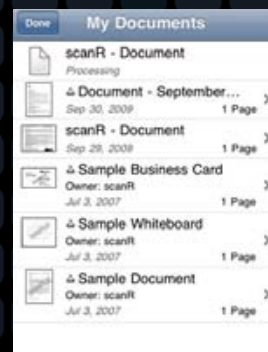 Done My Documents
scanR - Document
Processing
Document - September...
Sep 30, 2009 1 Page
scanR - Document
Sep 29, 2009 1 Page
Sample Business Card
Owner: scanR
Jul 3, 2007 1 Page
Sample Whiteboard
Owner: scanR
Jul 3, 2007 1 Page
Sample Document
Owner: scanR
Jul 3, 2007 1 Page